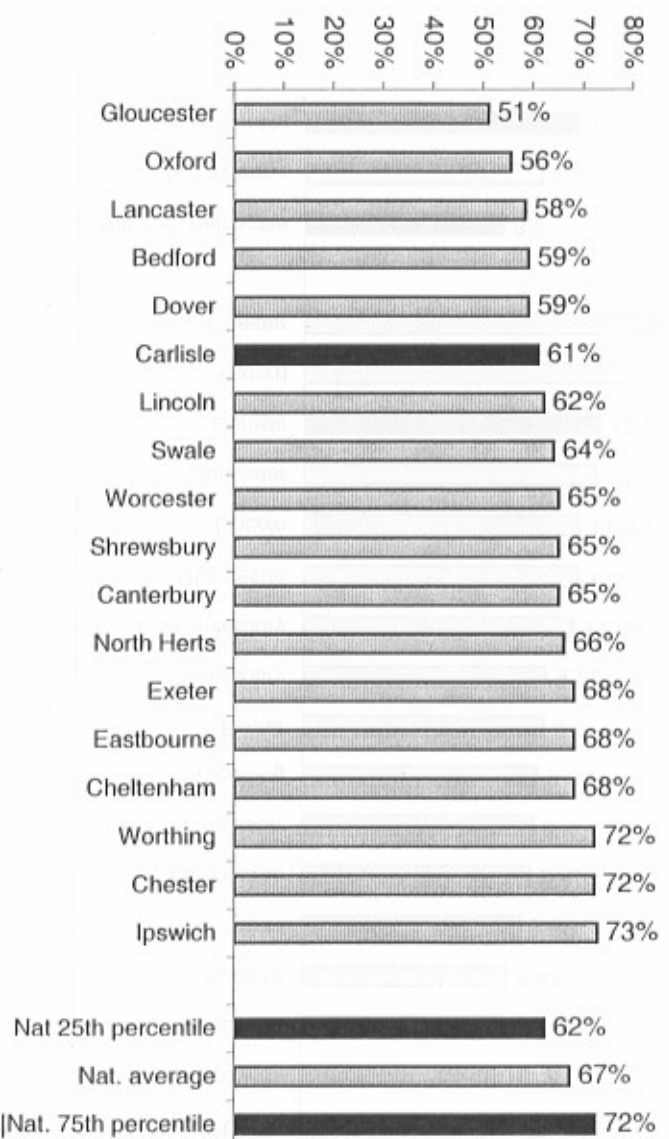 0% 10% 20% 30% 40% 50% 60% 70% 80%
Gloucester 51%
Oxford 56%
Lancaster 58%
Bedford 59%
Dover 59%
Carlisle 61%
Lincoln 62%
Swale 64%
Worcester 65%
Shrewsbury 65%
Canterbury 65%
North Herts 66%
Exeter 68%
Eastbourne 68%
Cheltenham 68%
Worthing 72%
Chester 72%
Ipswich 73%
Nat 25th percentile 62%
Nat. average 67%
Nat. 75th percentile 72%